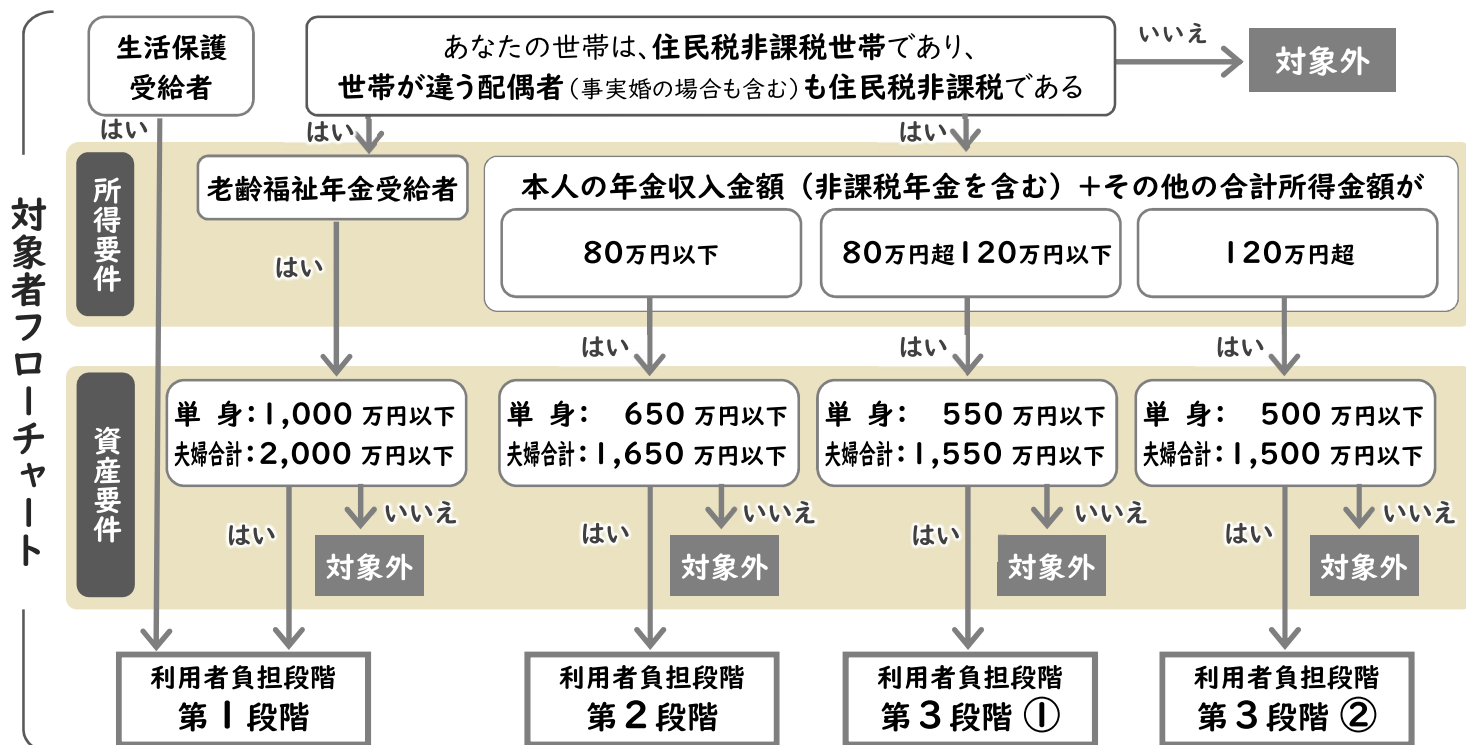 対象者フローチャート
生活保護
受給者
あなたの世帯は、住民税非課税世帯であり、
世帯が違う配偶者（事実婚の場合も含む）も住民税非課税である
いいえ
対象外
はい
はい
はい
所得要件
老齢福祉年金受給者
本人の年金収入金額（非課税年金を含む）＋その他の合計所得金額が
80万円以下
80万円超120万円以下
120万円超
はい
はい
はい
はい
資産要件
単 身：1,000 万円以下
夫婦合計：2,000 万円以下
単 身： 650 万円以下
夫婦合計：1,650 万円以下
単 身： 550 万円以下
夫婦合計：1,550 万円以下
単 身： 500 万円以下
夫婦合計：1,500 万円以下
はい
いいえ
対象外
はい
いいえ
対象外
はい
いいえ
対象外
はい
いいえ
対象外
利用者負担段階
第1段階
利用者負担段階
第2段階
利用者負担段階
第3段階①
利用者負担段階
第3段階②